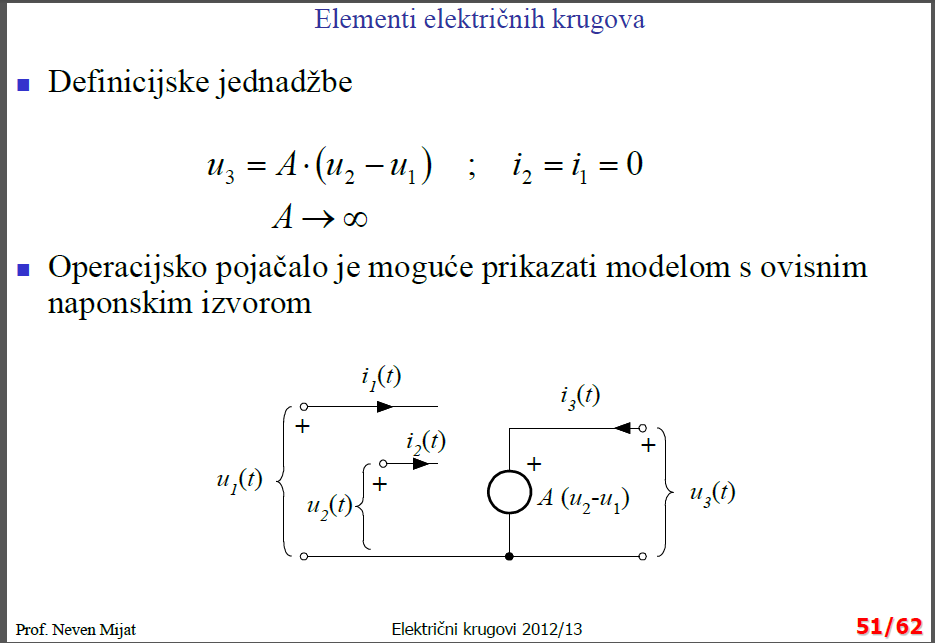 Elementi električnih krugova
■ Definicijske jednadžbe
u₃ = A·(u₂ − u₁) ; i₂ = i₁ = 0
A → ∞
■ Operacijsko pojačalo je moguće prikazati modelom s ovisnim
naponskim izvorom
i₁(t)
i₃(t)
+
i₂(t)
+
u₁(t)
+
+
u₂(t)
A (u₂-u₁)
u₃(t)
Prof. Neven Mijat
Električni krugovi 2012/13
51/62